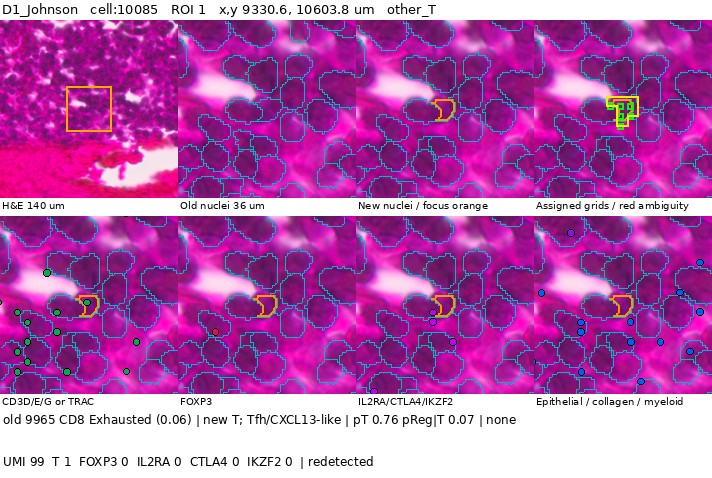 D1_Johnson cell:10085 ROI 1 x,y 9330.6, 10603.8 um other_T
H&E 140 um
Old nuclei 36 um
New nuclei / focus orange
Assigned grids / red ambiguity
CD3D/E/G or TRAC
FOXP3
IL2RA/CTLA4/IKZF2
Epithelial / collagen / myeloid
old 9965 CD8 Exhausted (0.06) | new T; Tfh/CXCL13-like | pT 0.76 pReg|T 0.07 | none
UMI 99 T 1 FOXP3 0 IL2RA 0 CTLA4 0 IKZF2 0 | redetected